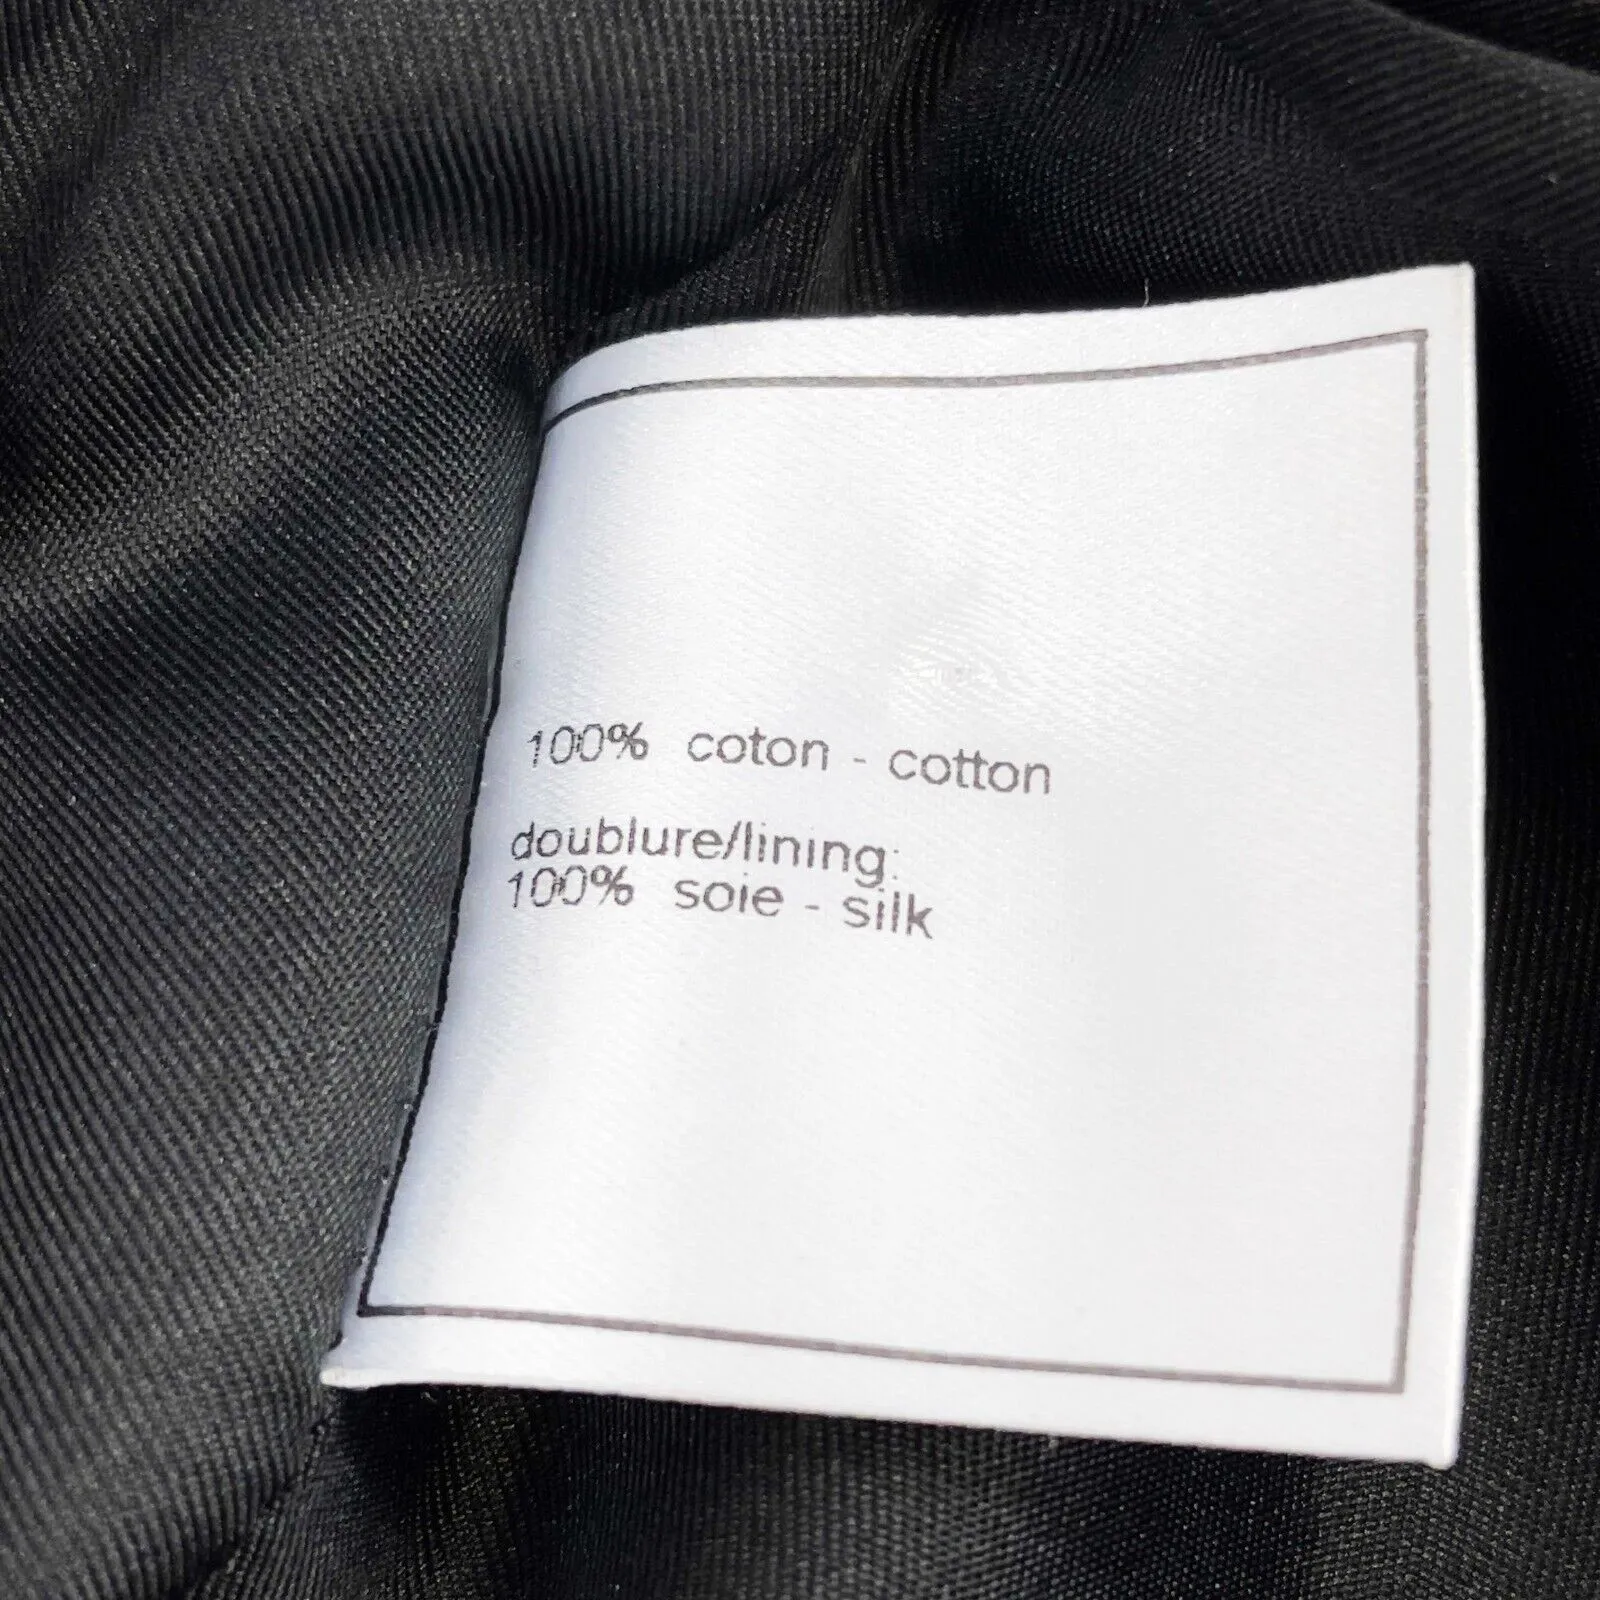 100% coton - cotton
doublure/lining:
100% soie - silk